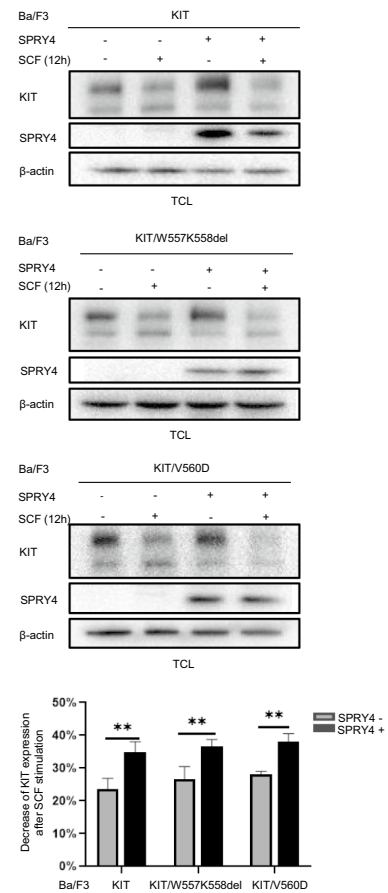 Ba/F3 KIT
SPRY4 - - + +
SCF (12h) - + - +
KIT
SPRY4
β-actin
TCL
Ba/F3 KIT/W557K558del
SPRY4 - - + +
SCF (12h) - + - +
KIT
SPRY4
β-actin
TCL
Ba/F3 KIT/V560D
SPRY4 - - + +
SCF (12h) - + - +
KIT
SPRY4
β-actin
TCL
Decrease of KIT expression
after SCF stimulation
50%
40%
30%
20%
10%
0%
** ** **
SPRY4 -
SPRY4 +
Ba/F3 KIT KIT/W557K558del KIT/V560D